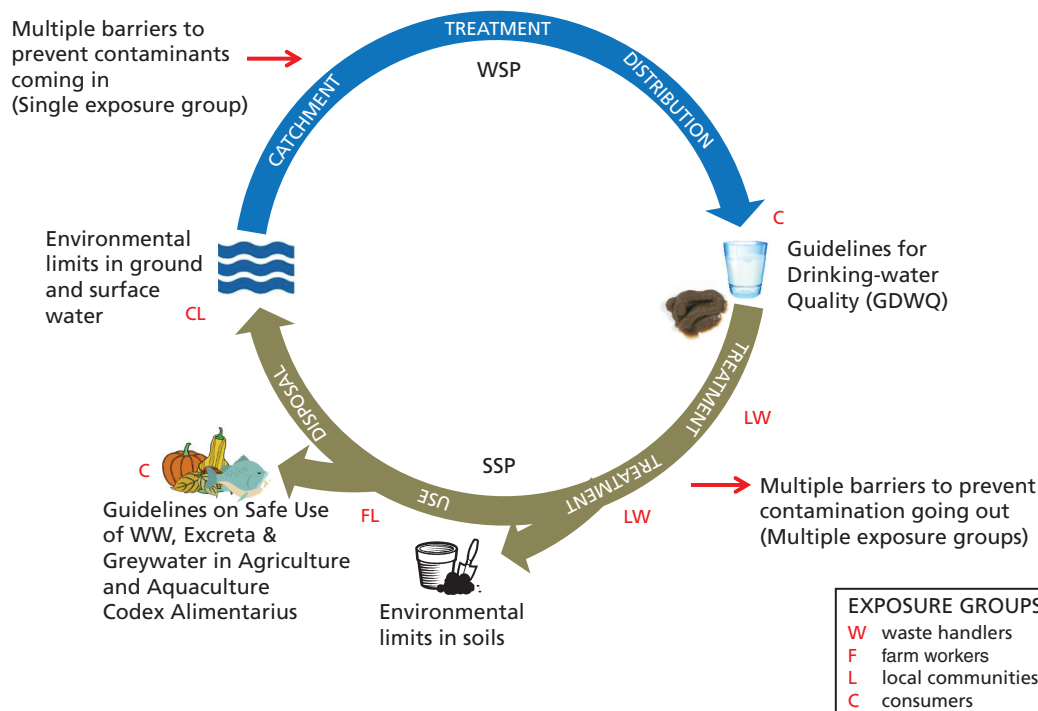 Multiple barriers to
prevent contaminants
coming in
(Single exposure group)
CATCHMENT
TREATMENT
DISTRIBUTION
WSP
C
Guidelines for
Drinking-water
Quality (GDWQ)
Environmental
limits in ground
and surface
water
CL
TREATMENT
LW
TREATMENT
LW
SSP
USE
FL
DISPOSAL
Multiple barriers to prevent
contamination going out
(Multiple exposure groups)
C
Guidelines on Safe Use
of WW, Excreta &
Greywater in Agriculture
and Aquaculture
Codex Alimentarius
Environmental
limits in soils
EXPOSURE GROUPS
W waste handlers
F farm workers
L local communities
C consumers